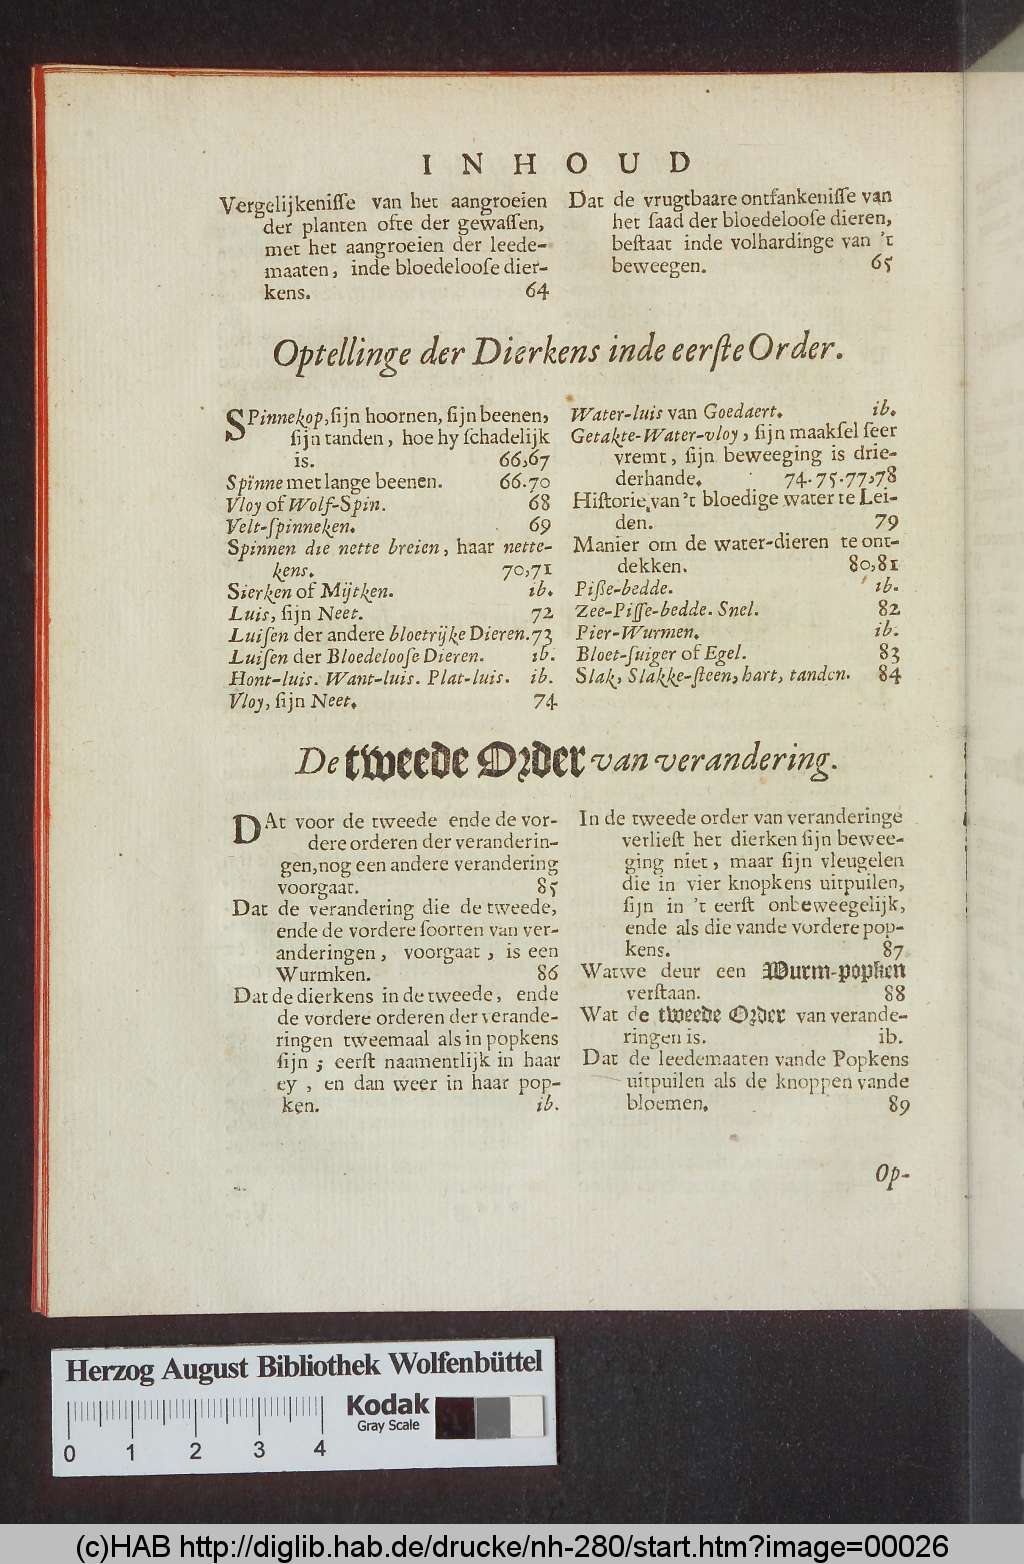 INHOUD
Vergelijkenisse van het aangroeien
der planten ofte der gewassen,
met het aangroeien der leede-
maaten, inde bloedeloose dier-
kens. 64
Dat de vrugtbaare ontfankenisse van
het saad der bloedeloose dieren,
bestaat inde volhardinge van 't
beweegen. 65
Optellinge der Dierkens inde eerste Order.
SPinnekop, sijn hoornen, sijn beenen,
sijn tanden, hoe hy schadelijk
is. 66,67
Spinne met lange beenen. 66.70
Vloy of Wolf-Spin. 68
Velt-spinneken. 69
Spinnen die nette breien, haar nette-
kens. 70,71
Sierken of Mijtken. ib.
Luis, sijn Neet. 72
Luisen der andere bloetrijke Dieren. 73
Luisen der Bloedeloose Dieren. ib.
Hont-luis. Want-luis. Plat-luis. ib.
Vloy, sijn Neet. 74
Water-luis van Goedaert. ib.
Getakte-Water-vloy, sijn maaksel seer
vremt, sijn beweeging is drie-
derhande. 74.75.77,78
Historie van 't bloedige water te Lei-
den. 79
Manier om de water-dieren te ont-
dekken. 80,81
Pisse-bedde. ib.
Zee-Pisse-bedde. Snel. 82
Pier-Wurmen. ib.
Bloet-suiger of Egel. 83
Slak, Slakke-steen, hart, tanden. 84
De tweede Order van verandering.
DAt voor de tweede ende de vor-
dere orderen der veranderin-
gen, nog een andere verandering
voorgaat. 85
Dat de verandering die de tweede,
ende de vordere soorten van ver-
anderingen, voorgaat, is een
Wurmken. 86
Dat de dierkens in de tweede, ende
de vordere orderen der verande-
ringen tweemaal als in popkens
sijn; eerst naamentlijk in haar
ey, en dan weer in haar pop-
ken. ib.
In de tweede order van veranderinge
verliest het dierken sijn bewee-
ging niet, maar sijn vleugelen
die in vier knopkens uitpuilen,
sijn in 't eerst onbeweegelijk,
ende als die vande vordere pop-
kens. 87
Wat we deur een Wurm-popken
verstaan. 88
Wat de tweede Order van verande-
ringen is. ib.
Dat de leedemaaten vande Popkens
uitpuilen als de knoppen vande
bloemen. 89
Op-
Herzog August Bibliothek Wolfenbüttel
Kodak
Gray Scale
0 1 2 3 4
(c)HAB http://diglib.hab.de/drucke/nh-280/start.htm?image=00026